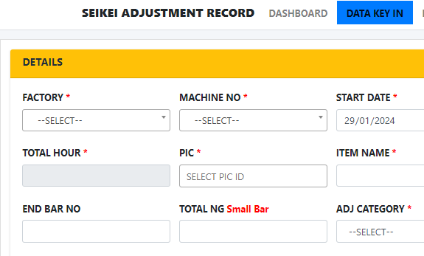 SEIKEI ADJUSTMENT RECORD DASHBOARD DATA KEY IN
DETAILS
FACTORY * MACHINE NO * START DATE *
--SELECT-- --SELECT-- 29/01/2024
TOTAL HOUR * PIC * ITEM NAME *
SELECT PIC ID
END BAR NO TOTAL NG Small Bar ADJ CATEGORY *
--SELECT--